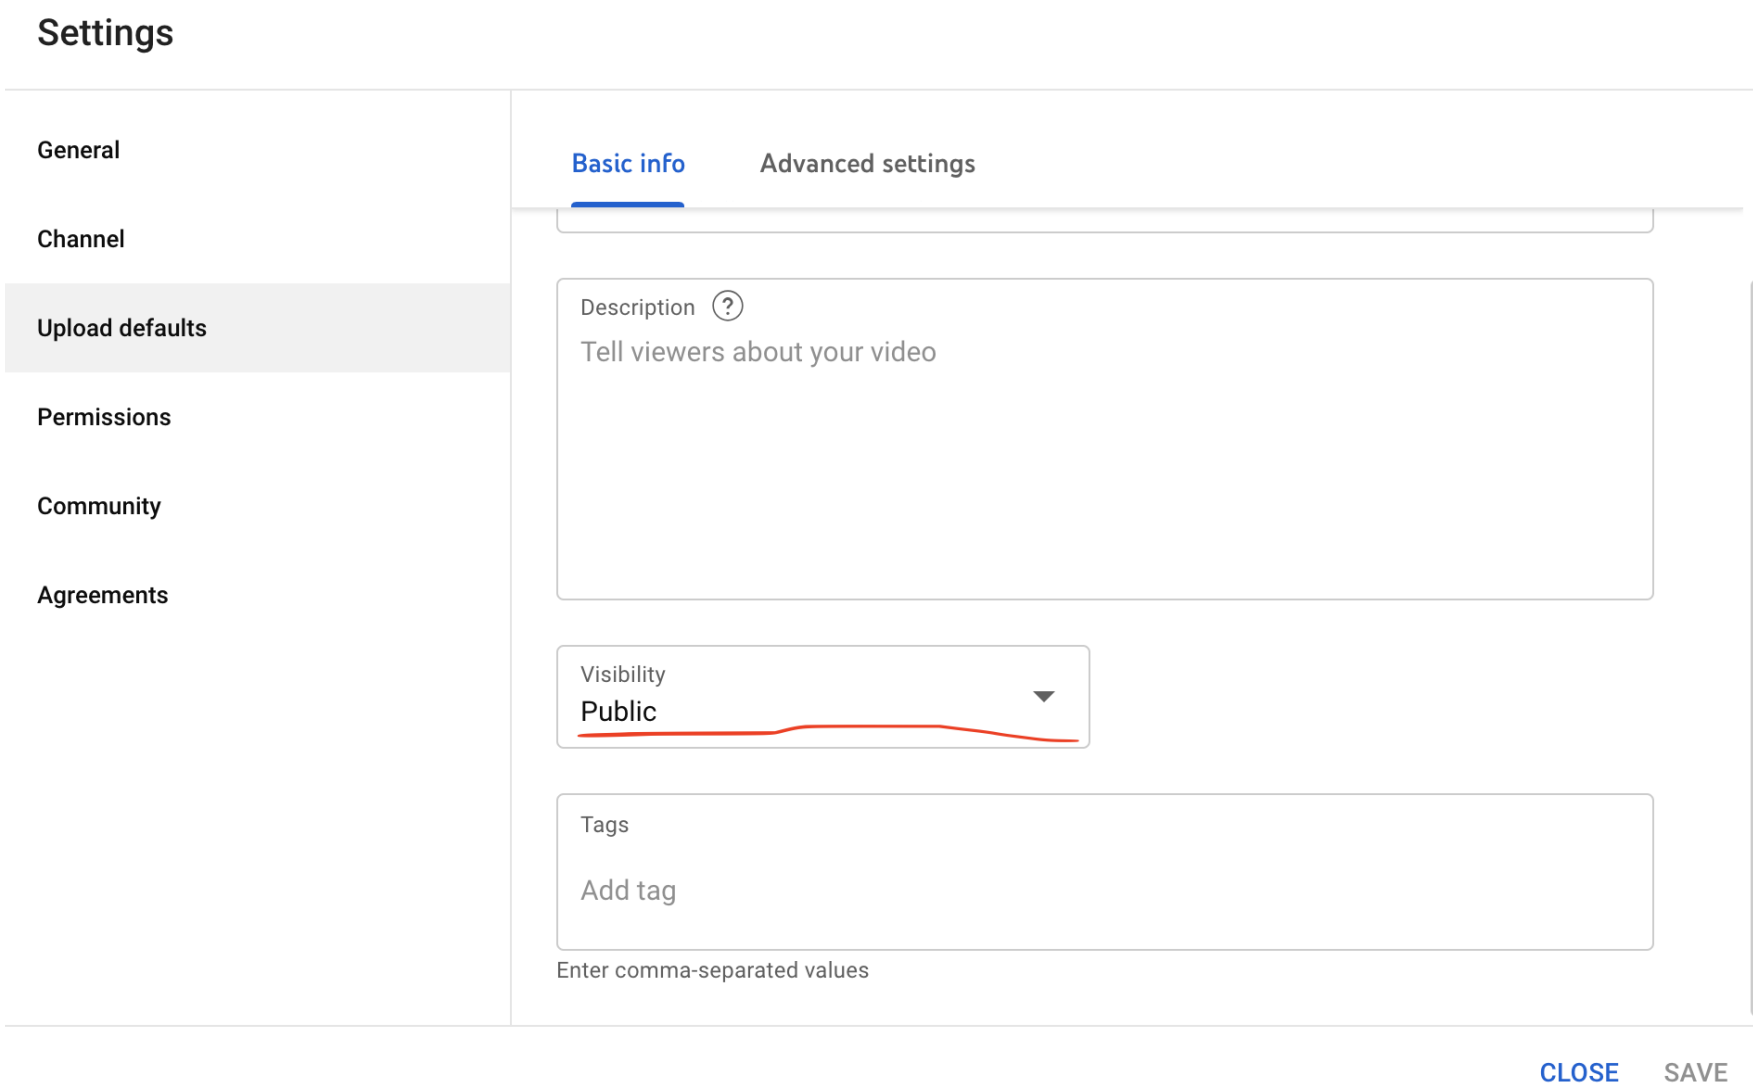 Settings
General
Channel
Upload defaults
Permissions
Community
Agreements
Basic info
Advanced settings
Description ?
Tell viewers about your video
Visibility
Public
Tags
Add tag
Enter comma-separated values
CLOSE
SAVE